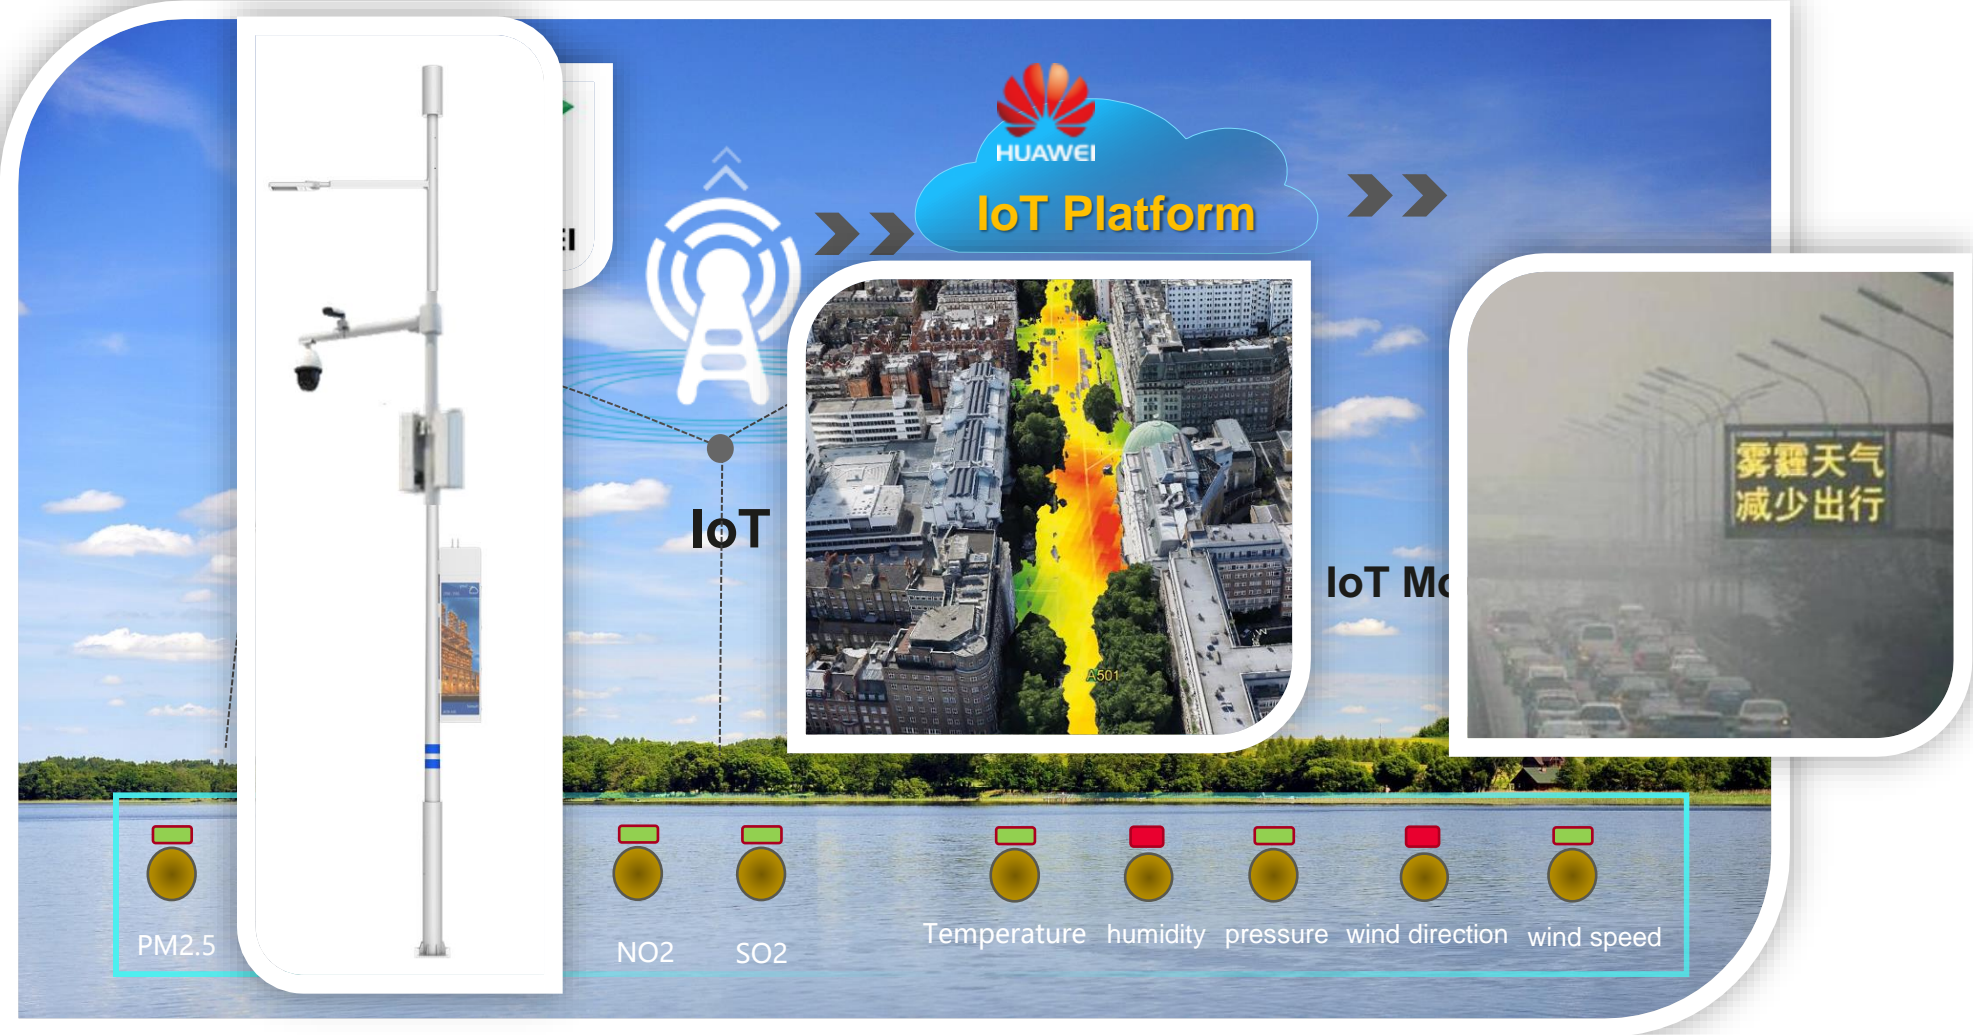 HUAWEI
IoT Platform
EI
IoT
IoT Mo
雾霾天气
减少出行
A501
PM2.5
NO2
SO2
Temperature
humidity
pressure
wind direction
wind speed